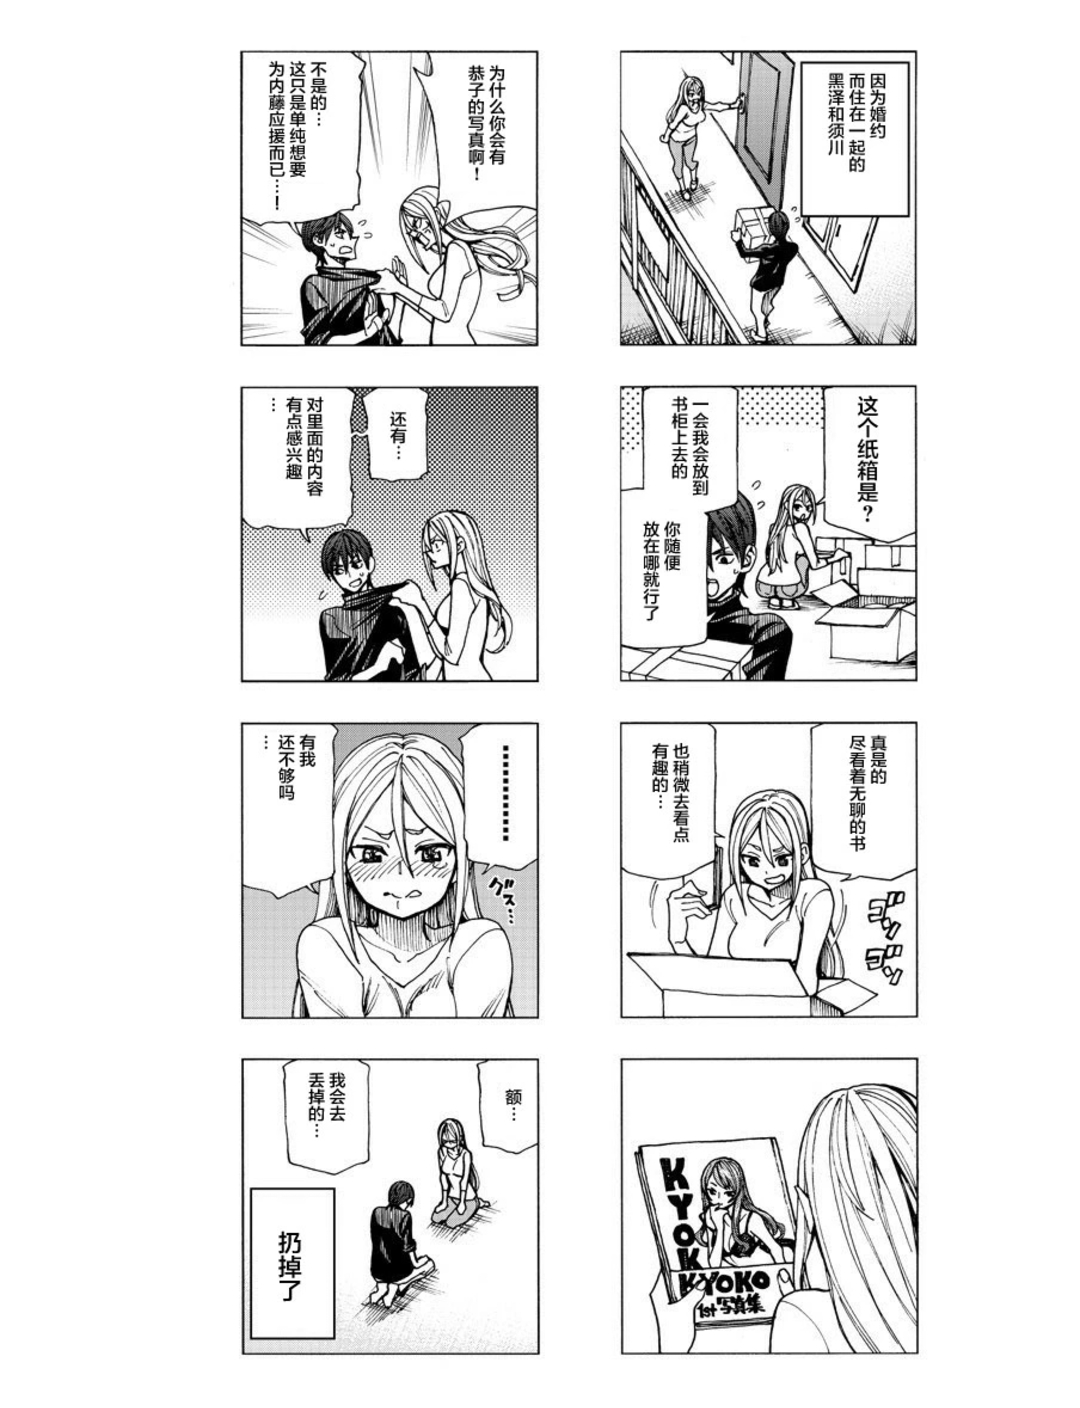 因为婚约
而住在一起的
黑泽和须川
这个纸箱是?
一会我会放到
书柜上去的
你随便
放在哪就行了
真是的
尽看着无聊的书
也稍微去看点
有趣的…
ゴソ
ゴソ
KYOKO
KYOKO
1st写真集
为什么你会有
恭子的写真啊!
不是的…
这只是单纯想要
为内藤应援而已…!
还有…
对里面的内容
有点感兴趣
…
…………
グス…
有我
还不够吗
…
额…
我会去
丢掉的…
扔掉了